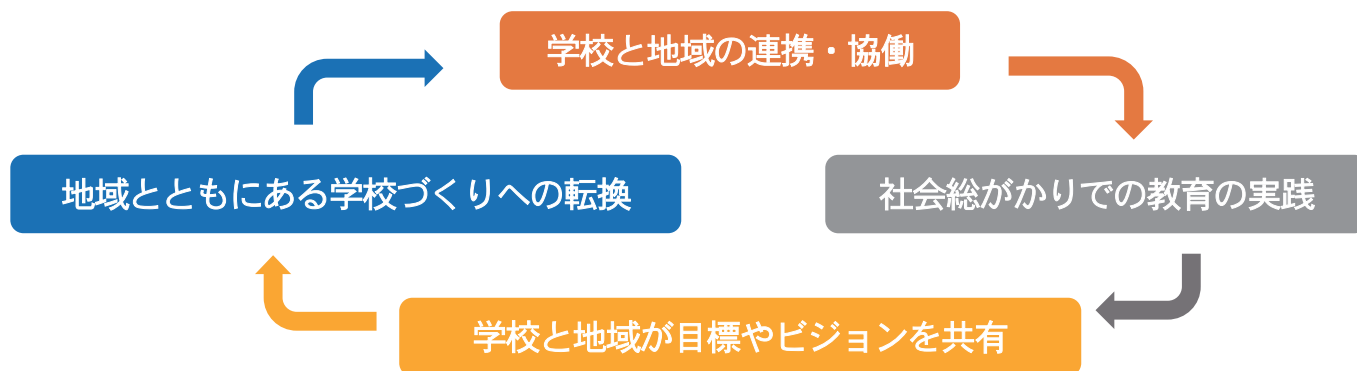 学校と地域の連携・協働
地域とともにある学校づくりへの転換
社会総がかりでの教育の実践
学校と地域が目標やビジョンを共有